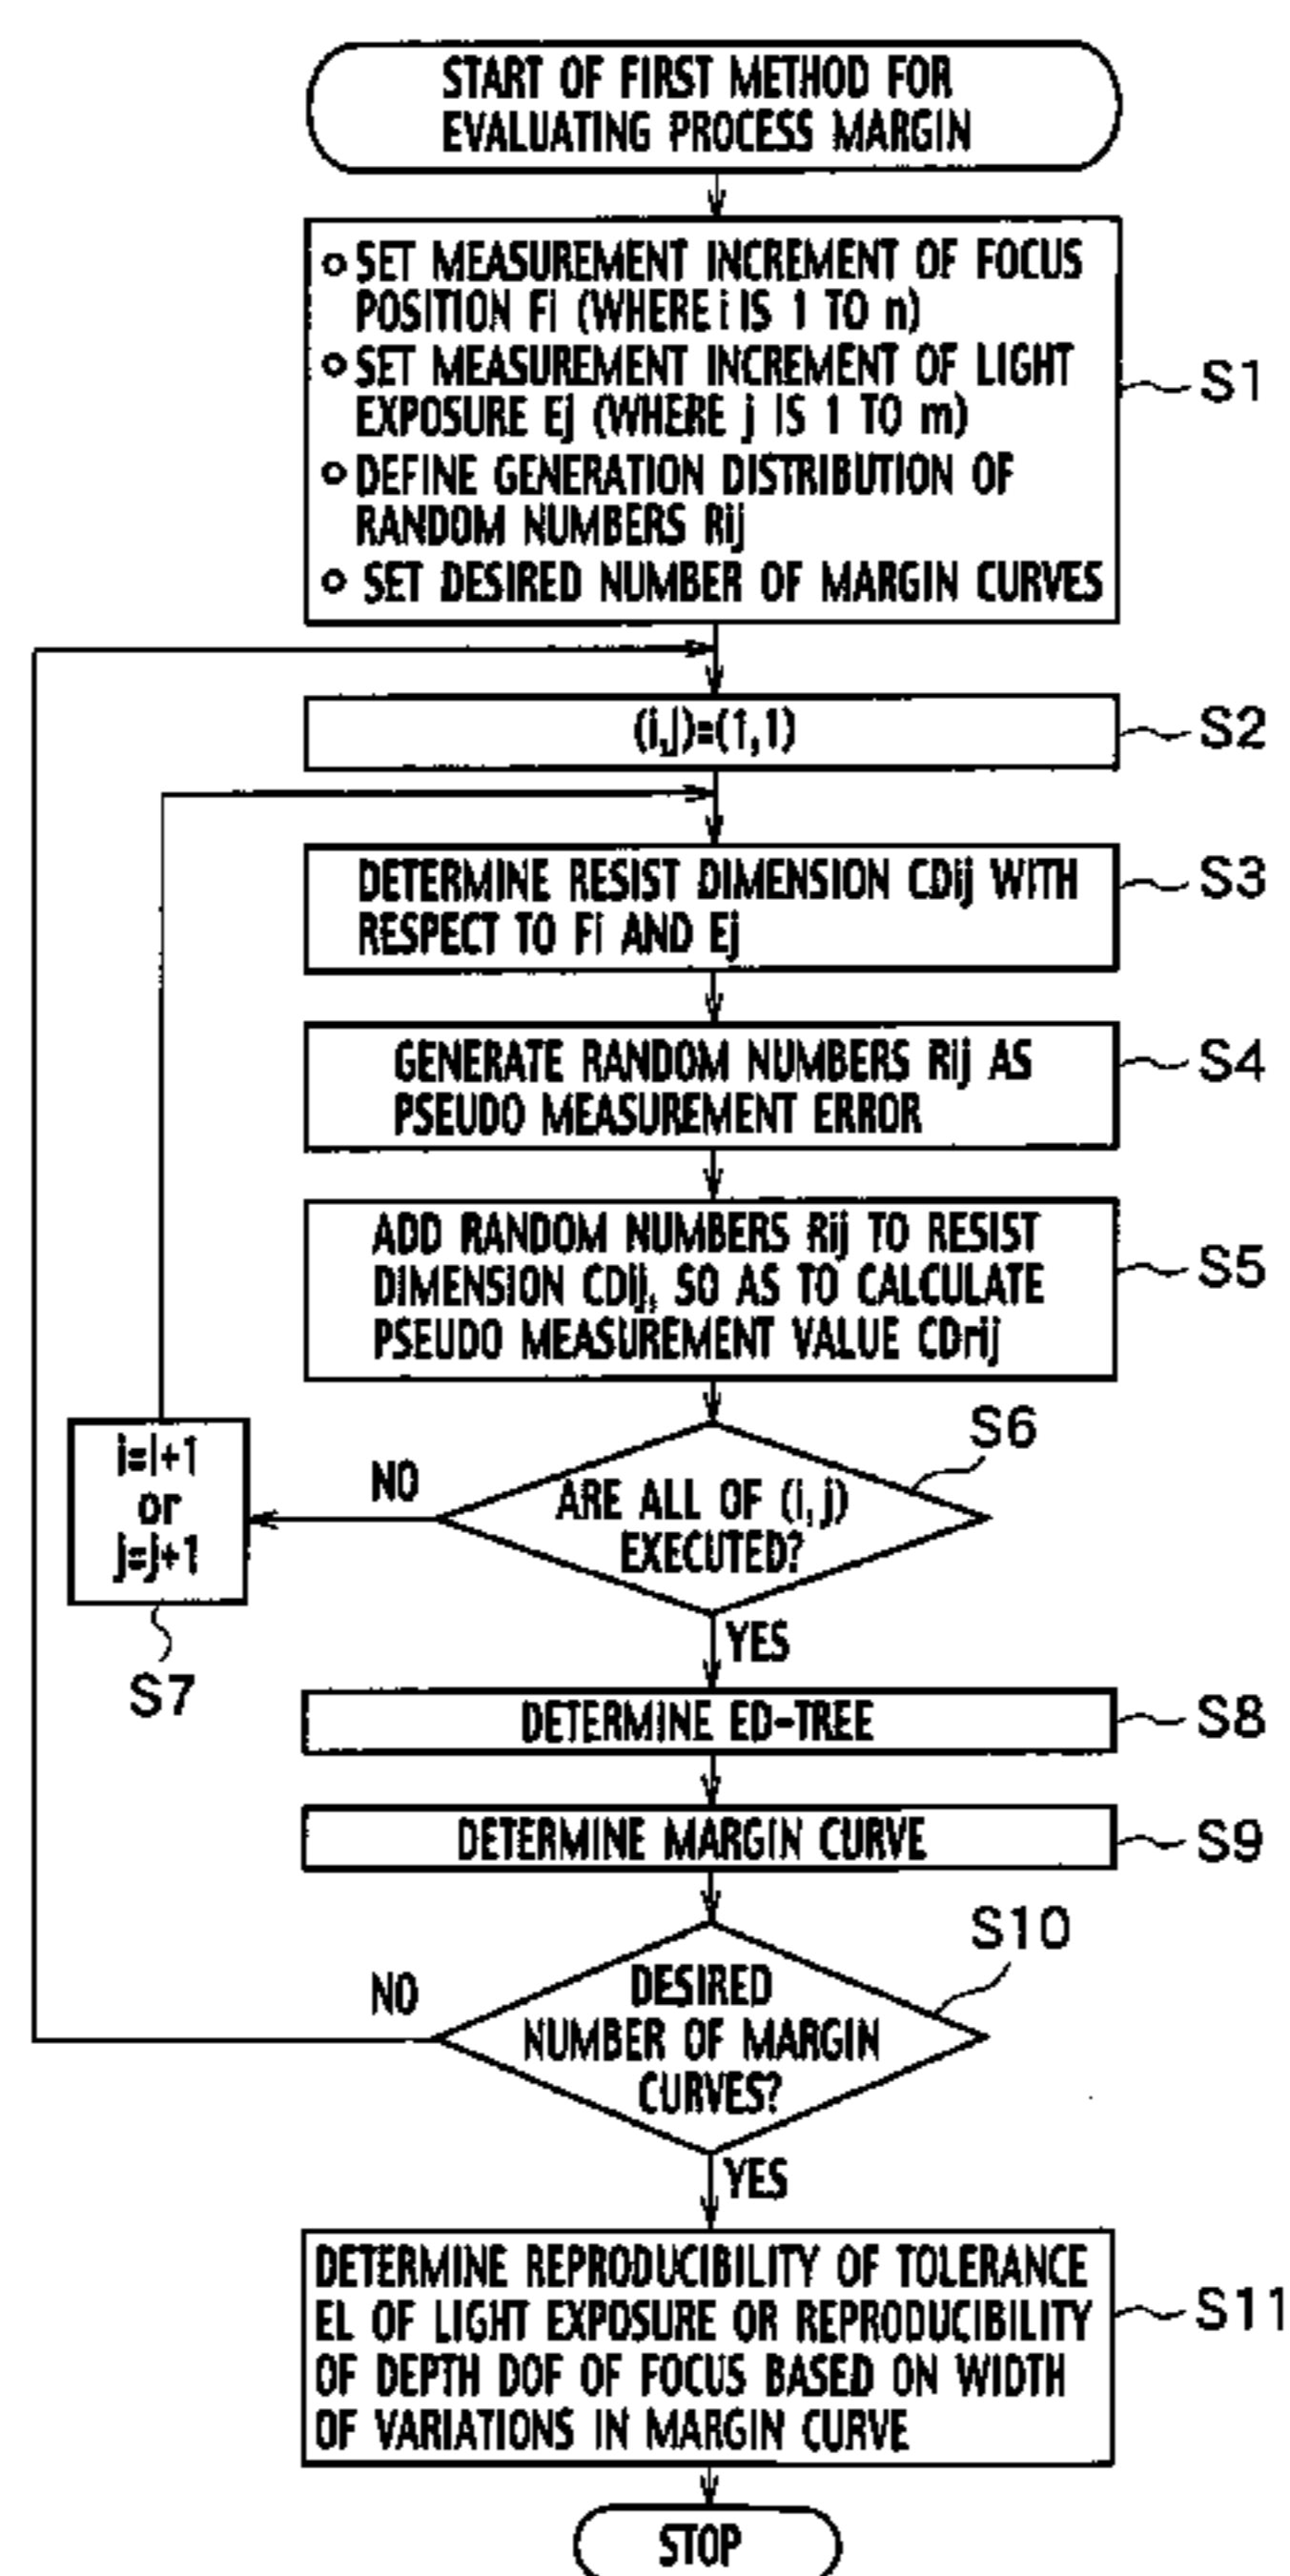 START OF FIRST METHOD FOR
EVALUATING PROCESS MARGIN
○ SET MEASUREMENT INCREMENT OF FOCUS
POSITION Fi (WHERE i IS 1 TO n)
○ SET MEASUREMENT INCREMENT OF LIGHT
EXPOSURE Ej (WHERE j IS 1 TO m)
○ DEFINE GENERATION DISTRIBUTION OF
RANDOM NUMBERS Rij
○ SET DESIRED NUMBER OF MARGIN CURVES
S1
(i,j)=(1,1)
S2
DETERMINE RESIST DIMENSION CDij WITH
RESPECT TO Fi AND Ej
S3
GENERATE RANDOM NUMBERS Rij AS
PSEUDO MEASUREMENT ERROR
S4
ADD RANDOM NUMBERS Rij TO RESIST
DIMENSION CDij, SO AS TO CALCULATE
PSEUDO MEASUREMENT VALUE CDrij
S5
ARE ALL OF (i, j)
EXECUTED?
S6
NO
i=i+1
or
j=j+1
S7
YES
DETERMINE ED-TREE
S8
DETERMINE MARGIN CURVE
S9
DESIRED
NUMBER OF MARGIN
CURVES?
S10
NO
YES
DETERMINE REPRODUCIBILITY OF TOLERANCE
EL OF LIGHT EXPOSURE OR REPRODUCIBILITY
OF DEPTH DOF OF FOCUS BASED ON WIDTH
OF VARIATIONS IN MARGIN CURVE
S11
STOP